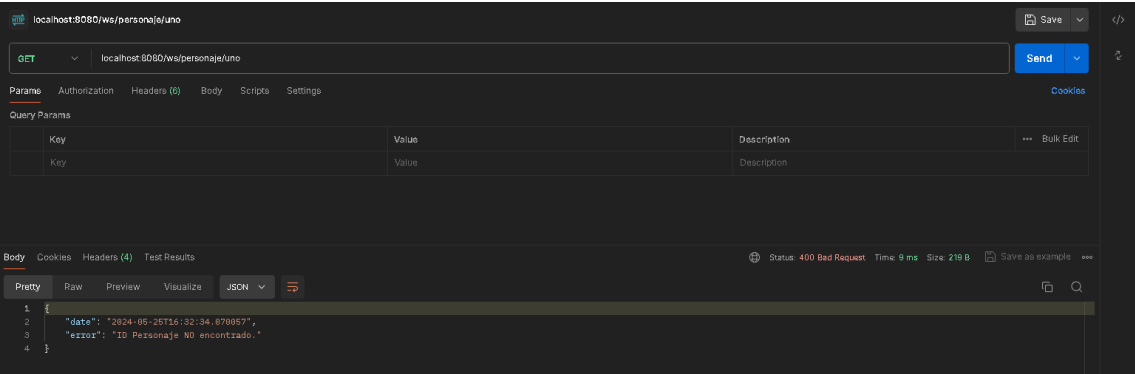 HTTP localhost:8080/ws/personaje/uno Save
GET localhost:8080/ws/personaje/uno Send
Params Authorization Headers (6) Body Scripts Settings Cookies
Query Params
Key Value Description ••• Bulk Edit
Key Value Description
Body Cookies Headers (4) Test Results Status: 400 Bad Request Time: 9 ms Size: 219 B Save as example
Pretty Raw Preview Visualize JSON
1 {
2 "date": "2024-05-25T16:32:34.070057",
3 "error": "ID Personaje NO encontrado."
4 }